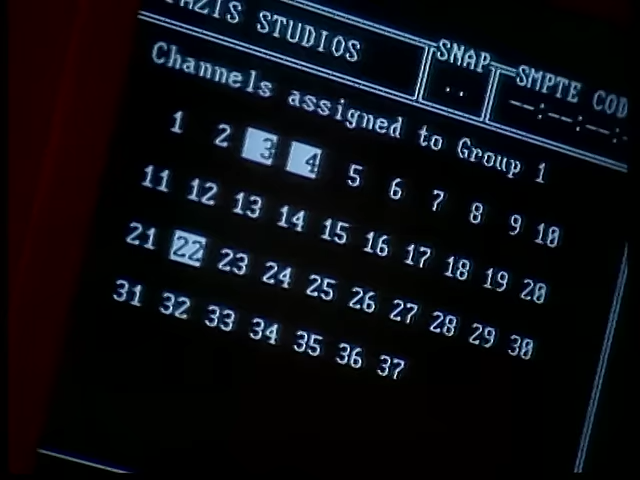 STUDIOS
SNAP
SMPTE
..
--:--:--:-
Channels assigned to Group 1
1 2 3 4 5 6 7 8 9 10
11 12 13 14 15 16 17 18 19 20
21 22 23 24 25 26 27 28 29 30
31 32 33 34 35 36 37